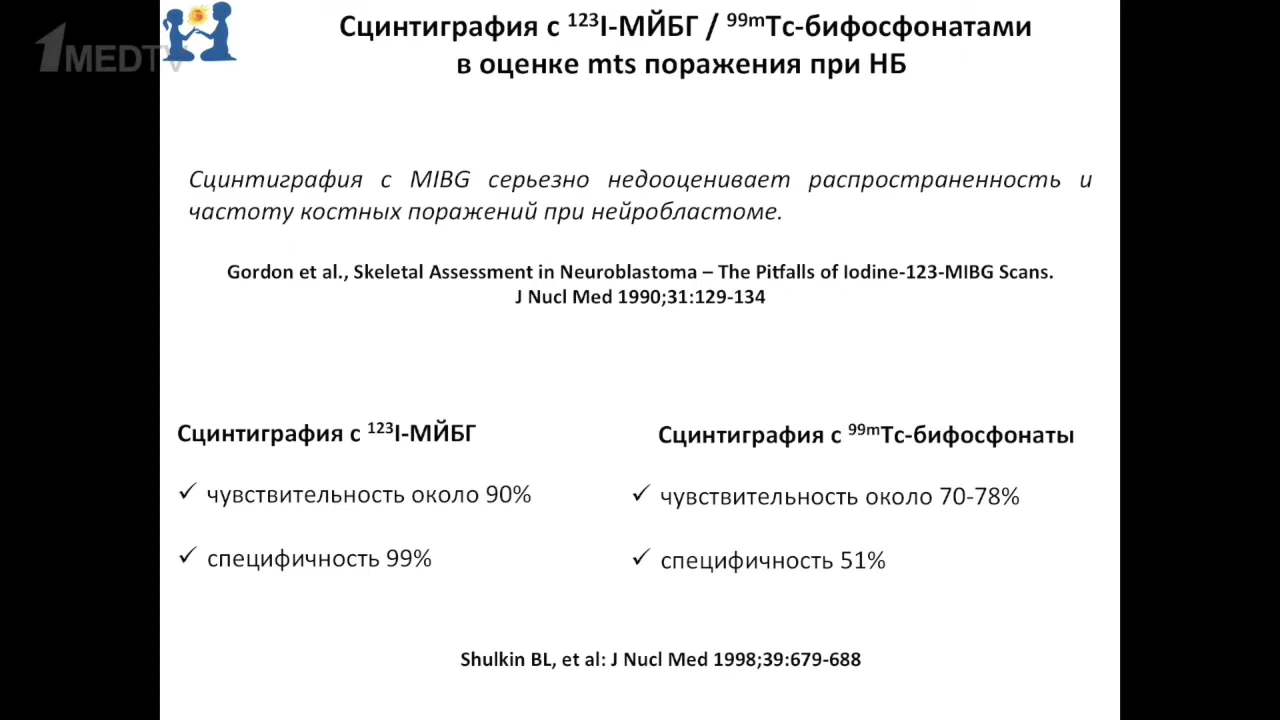 1MEDTV
Сцинтиграфия с ¹²³I-МЙБГ / ⁹⁹ᵐТс-бифосфонатами
в оценке mts поражения при НБ
Сцинтиграфия с MIBG серьезно недооценивает распространенность и
частоту костных поражений при нейробластоме.
Gordon et al., Skeletal Assessment in Neuroblastoma – The Pitfalls of Iodine-123-MIBG Scans.
J Nucl Med 1990;31:129-134
Сцинтиграфия с ¹²³I-МЙБГ
✓ чувствительность около 90%
✓ специфичность 99%
Сцинтиграфия с ⁹⁹ᵐТс-бифосфонаты
✓ чувствительность около 70-78%
✓ специфичность 51%
Shulkin BL, et al: J Nucl Med 1998;39:679-688